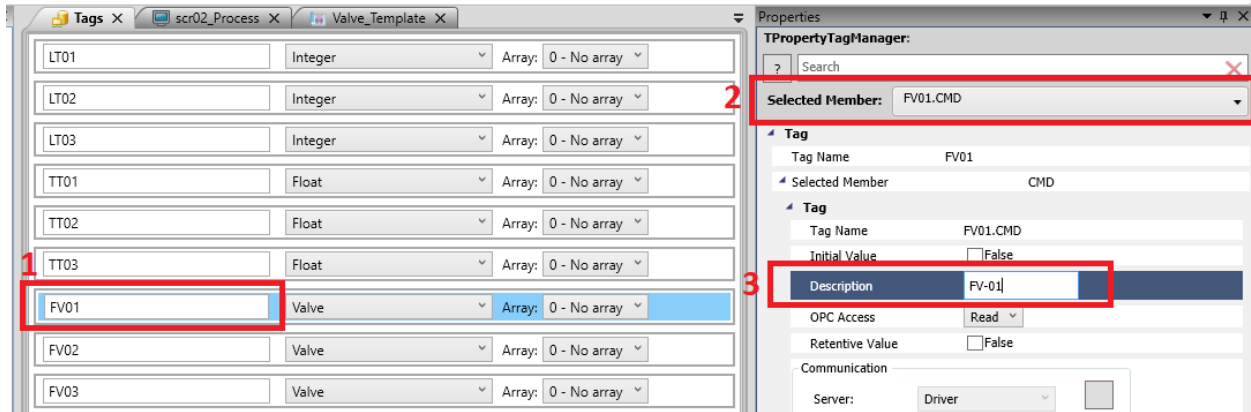 Tags X scr02_Process X Valve_Template X
LT01 Integer Array: 0 - No array
LT02 Integer Array: 0 - No array
LT03 Integer Array: 0 - No array
TT01 Float Array: 0 - No array
TT02 Float Array: 0 - No array
1 TT03 Float Array: 0 - No array
FV01 Valve Array: 0 - No array
FV02 Valve Array: 0 - No array
FV03 Valve Array: 0 - No array
Properties
TPropertyTagManager:
? Search
2 Selected Member: FV01.CMD
Tag
Tag Name FV01
Selected Member CMD
Tag
Tag Name FV01.CMD
Initial Value False
3 Description FV-01
OPC Access Read
Retentive Value False
Communication
Server: Driver